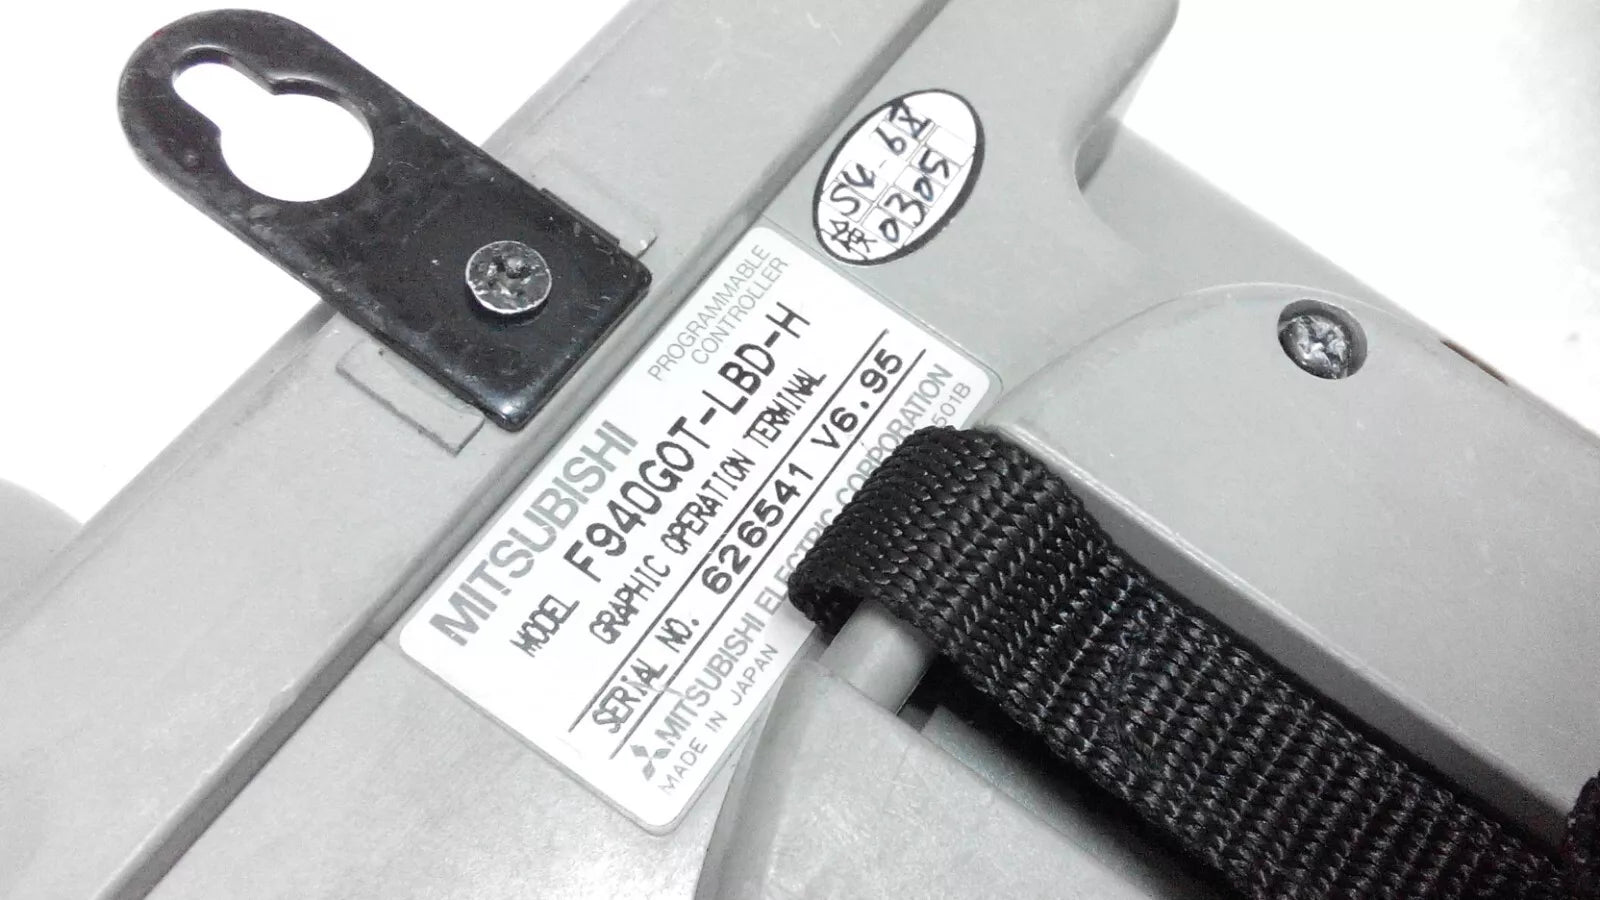 MITSUBISHI
PROGRAMMABLE
CONTROLLER
MODEL F940GOT-LBD-H
GRAPHIC OPERATION TERMINAL
SERIAL NO. 626541 V6.95
MITSUBISHI ELECTRIC CORPORATION
MADE IN JAPAN
501B
0305